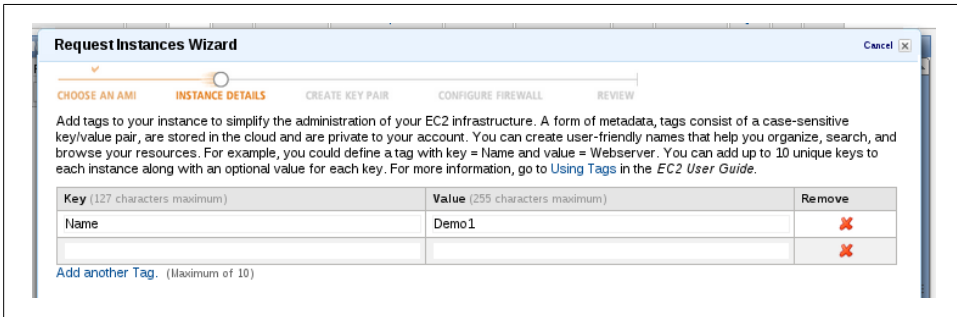 Request Instances Wizard
Cancel
CHOOSE AN AMI INSTANCE DETAILS CREATE KEY PAIR CONFIGURE FIREWALL REVIEW
Add tags to your instance to simplify the administration of your EC2 infrastructure. A form of metadata, tags consist of a case-sensitive
key/value pair, are stored in the cloud and are private to your account. You can create user-friendly names that help you organize, search, and
browse your resources. For example, you could define a tag with key = Name and value = Webserver. You can add up to 10 unique keys to
each instance along with an optional value for each key. For more information, go to Using Tags in the EC2 User Guide.
Key (127 characters maximum) Value (255 characters maximum) Remove
Name Demo1
Add another Tag. (Maximum of 10)